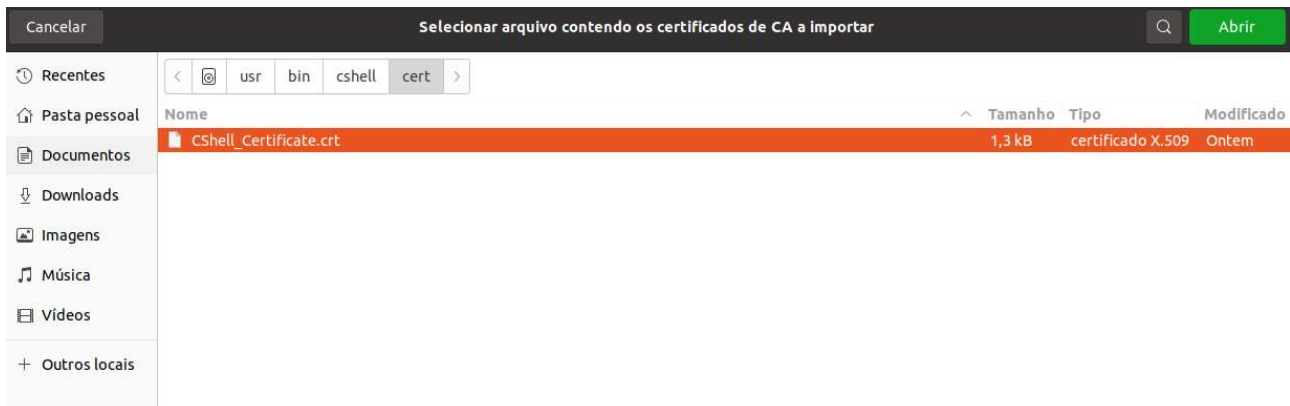 Cancelar Selecionar arquivo contendo os certificados de CA a importar Abrir
Recentes
Pasta pessoal
Documentos
Downloads
Imagens
Música
Vídeos
+ Outros locais
< usr bin cshell cert >
Nome Tamanho Tipo Modificado
CShell_Certificate.crt 1,3 kB certificado X.509 Ontem